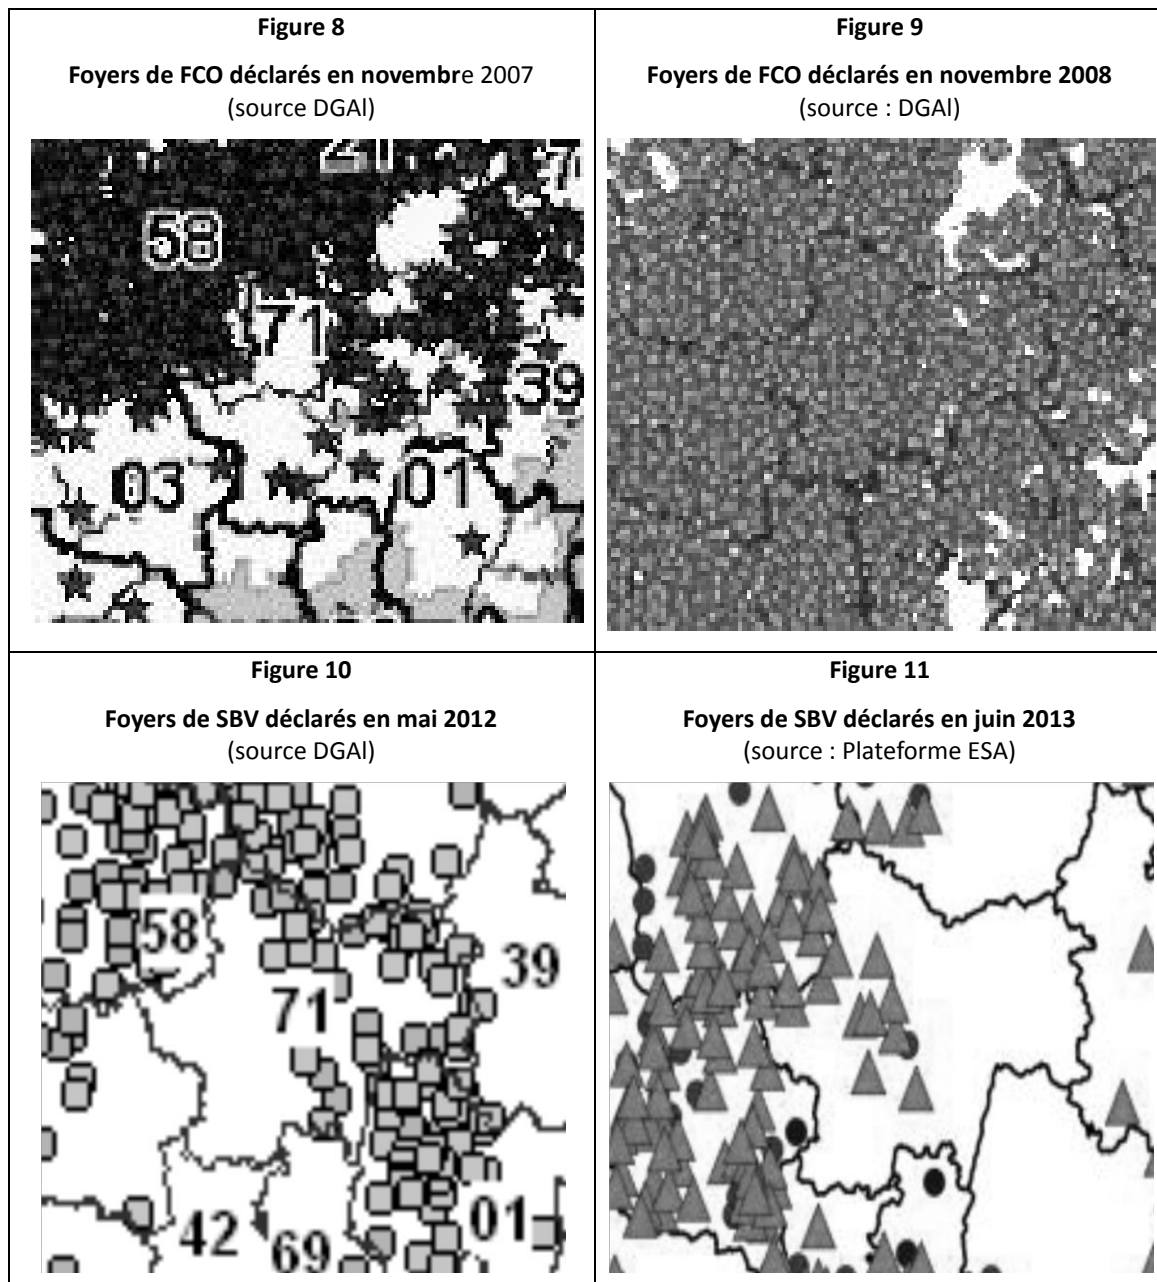 Figure 8
Foyers de FCO déclarés en novembre 2007
(source DGAl)
21
58
71
39
03
01
Figure 9
Foyers de FCO déclarés en novembre 2008
(source : DGAl)
Figure 10
Foyers de SBV déclarés en mai 2012
(source DGAl)
58
39
71
01
42
69
Figure 11
Foyers de SBV déclarés en juin 2013
(source : Plateforme ESA)